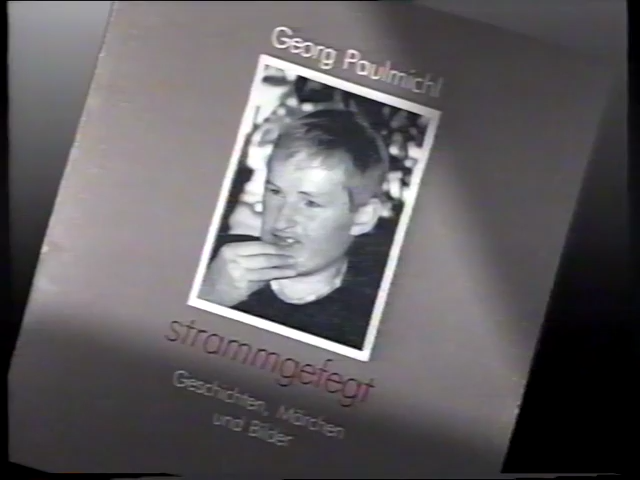 Georg Paulmichl
strammgefegt
Geschichten, Märchen
und Bilder